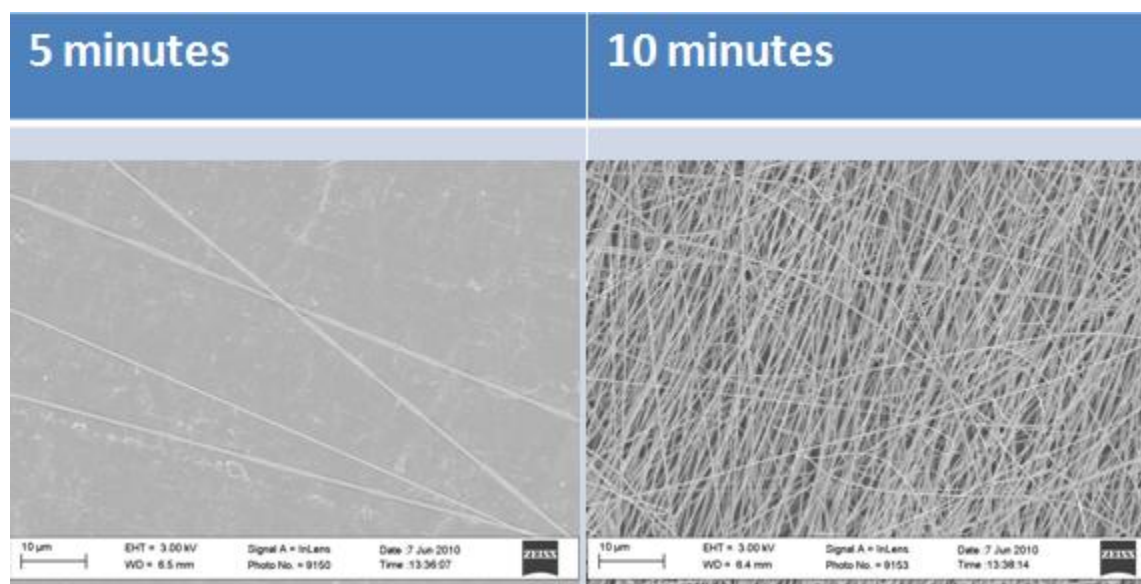 5 minutes
10 minutes
10 µm
EHT = 3.00 kV
WD = 6.5 mm
Signal A = InLens
Photo No. = 9150
Date :7 Jun 2010
Time :13:36:07
ZEISS
10 µm
EHT = 3.00 kV
WD = 6.4 mm
Signal A = InLens
Photo No. = 9153
Date :7 Jun 2010
Time :13:38:14
ZEISS